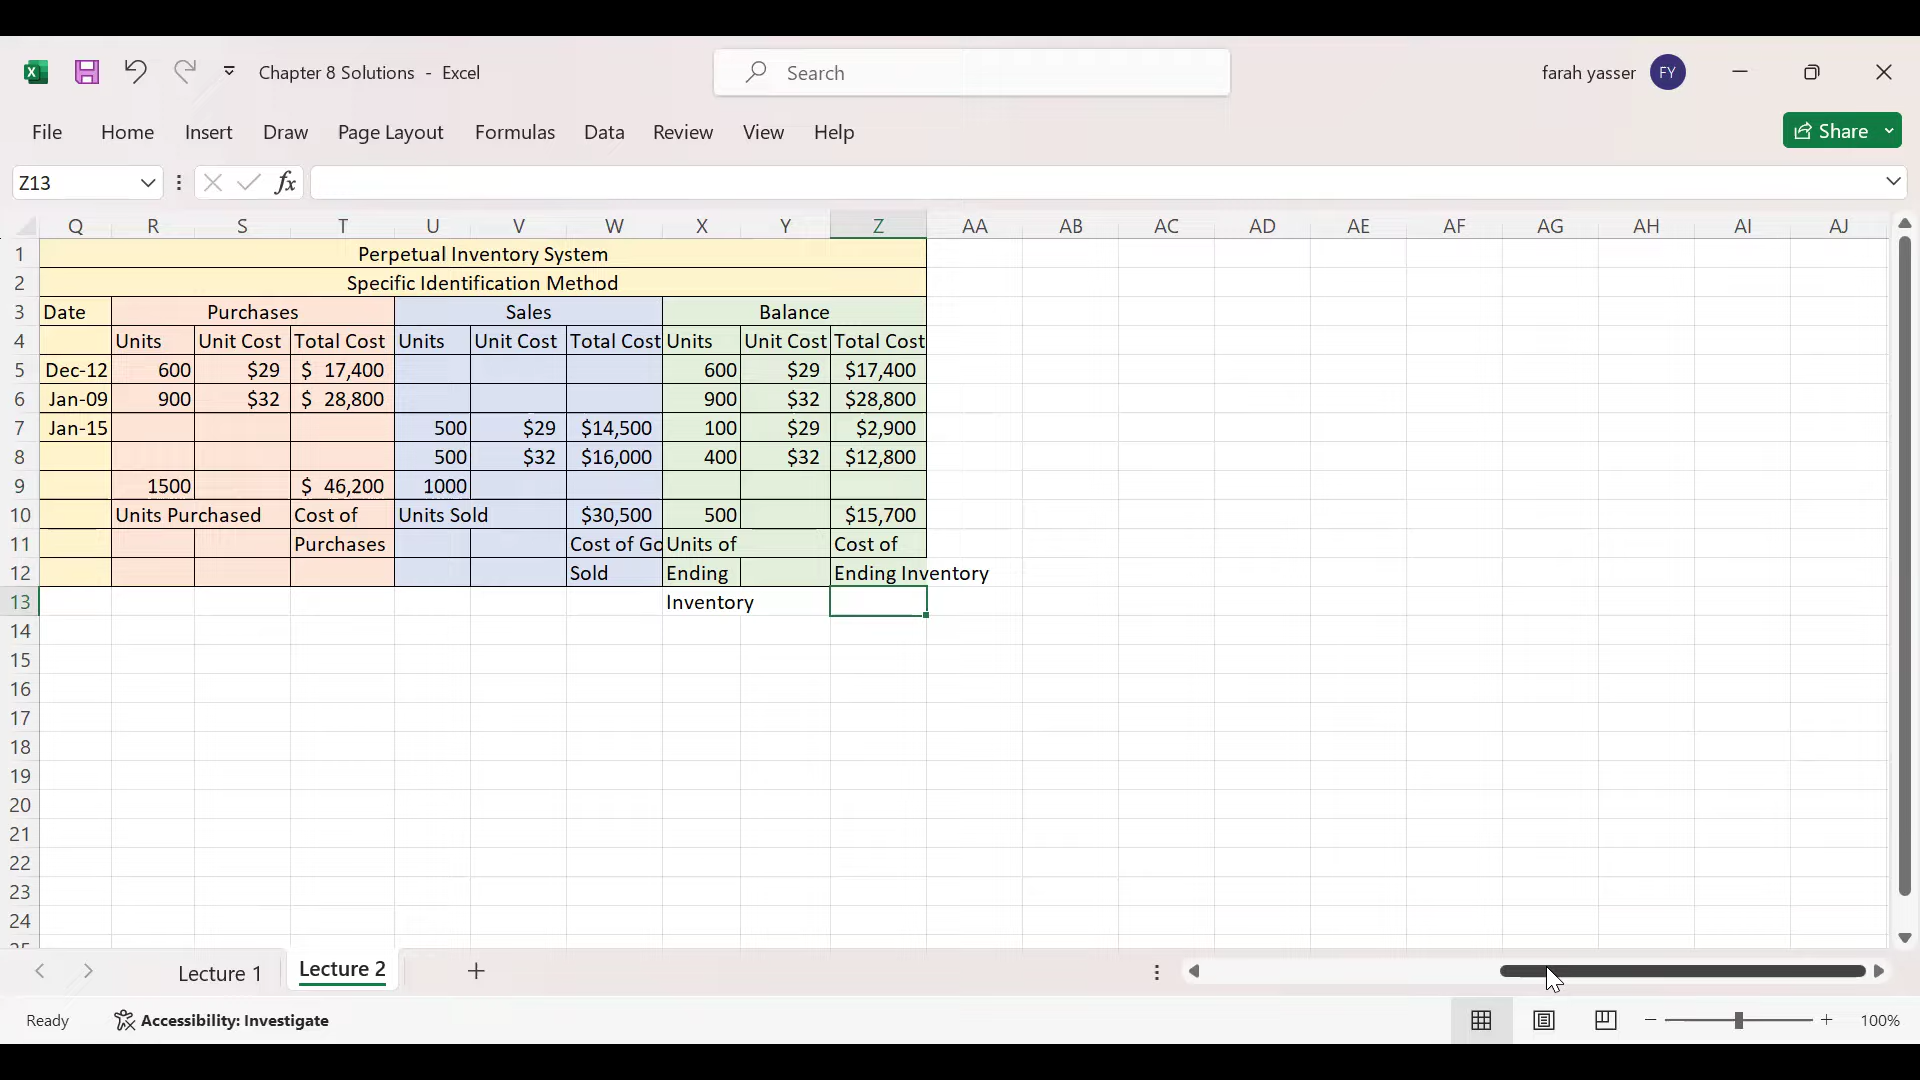 Chapter 8 Solutions - Excel
Search
farah yasser FY
File Home Insert Draw Page Layout Formulas Data Review View Help Share
Z13 fx
Q R S T U V W X Y Z AA AB AC AD AE AF AG AH AI AJ
1 Perpetual Inventory System
2 Specific Identification Method
3 Date Purchases Sales Balance
4 Units Unit Cost Total Cost Units Unit Cost Total Cost Units Unit Cost Total Cost
5 Dec-12 600 $29 $ 17,400 600 $29 $17,400
6 Jan-09 900 $32 $ 28,800 900 $32 $28,800
7 Jan-15 500 $29 $14,500 100 $29 $2,900
8 500 $32 $16,000 400 $32 $12,800
9 1500 $ 46,200 1000
10 Units Purchased Cost of Units Sold $30,500 500 $15,700
11 Purchases Cost of Go Units of Cost of
12 Sold Ending Ending Inventory
13 Inventory
14
15
16
17
18
19
20
21
22
23
24
25
Lecture 1 Lecture 2
Ready Accessibility: Investigate 100%